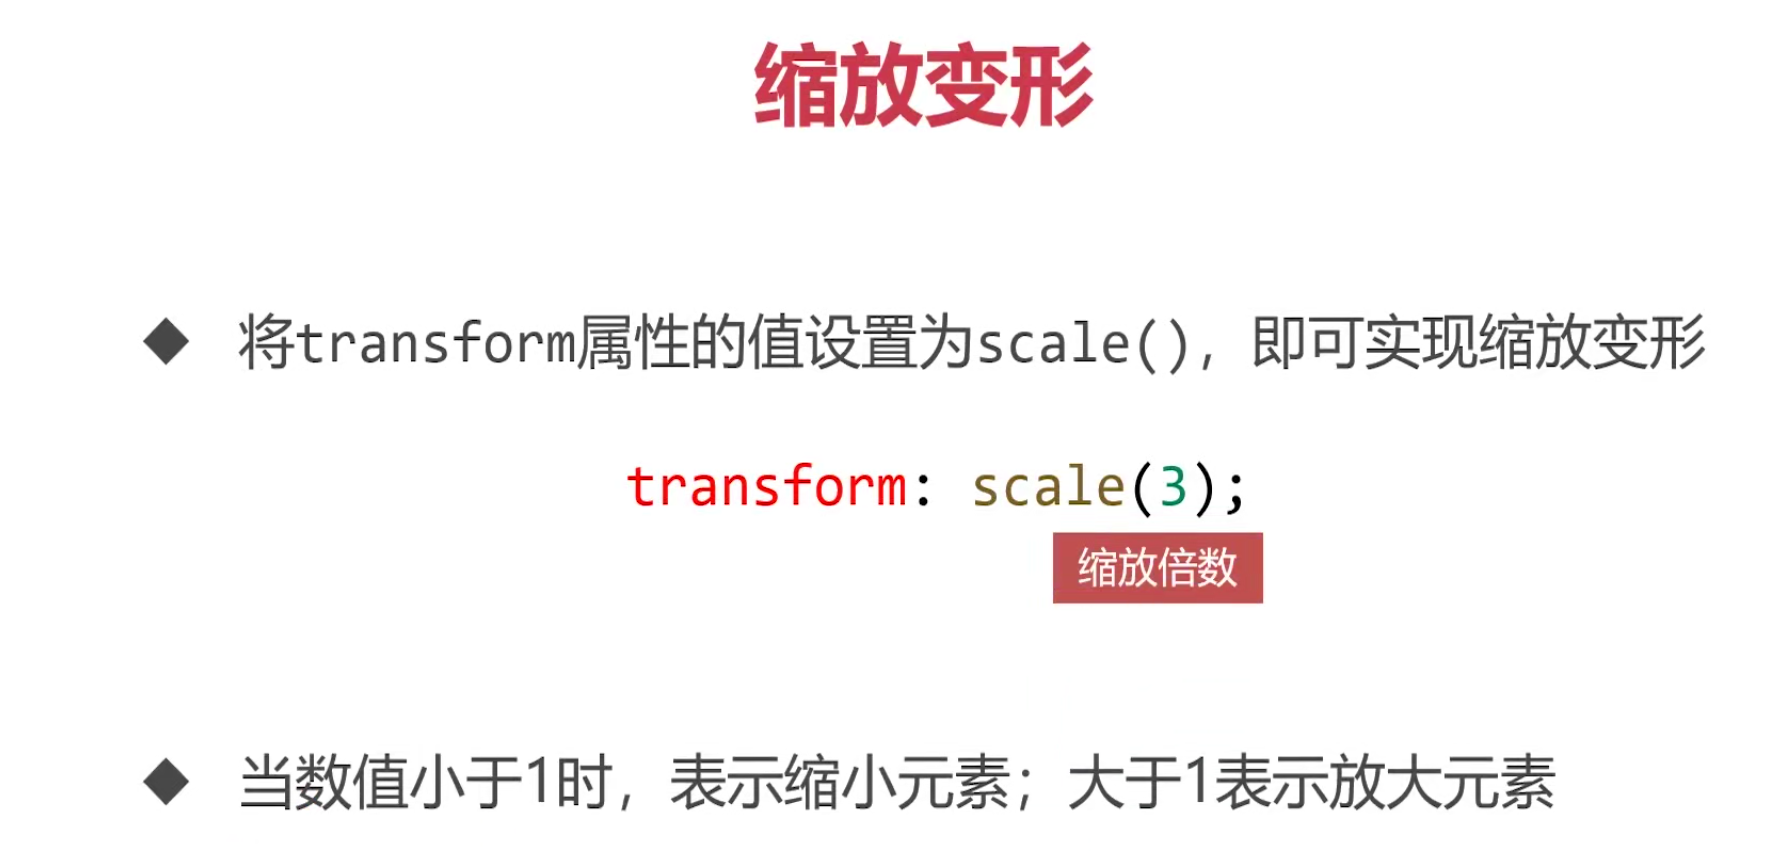 缩放变形
◆ 将transform属性的值设置为scale()，即可实现缩放变形
transform: scale(3);
缩放倍数
◆ 当数值小于1时，表示缩小元素；大于1表示放大元素